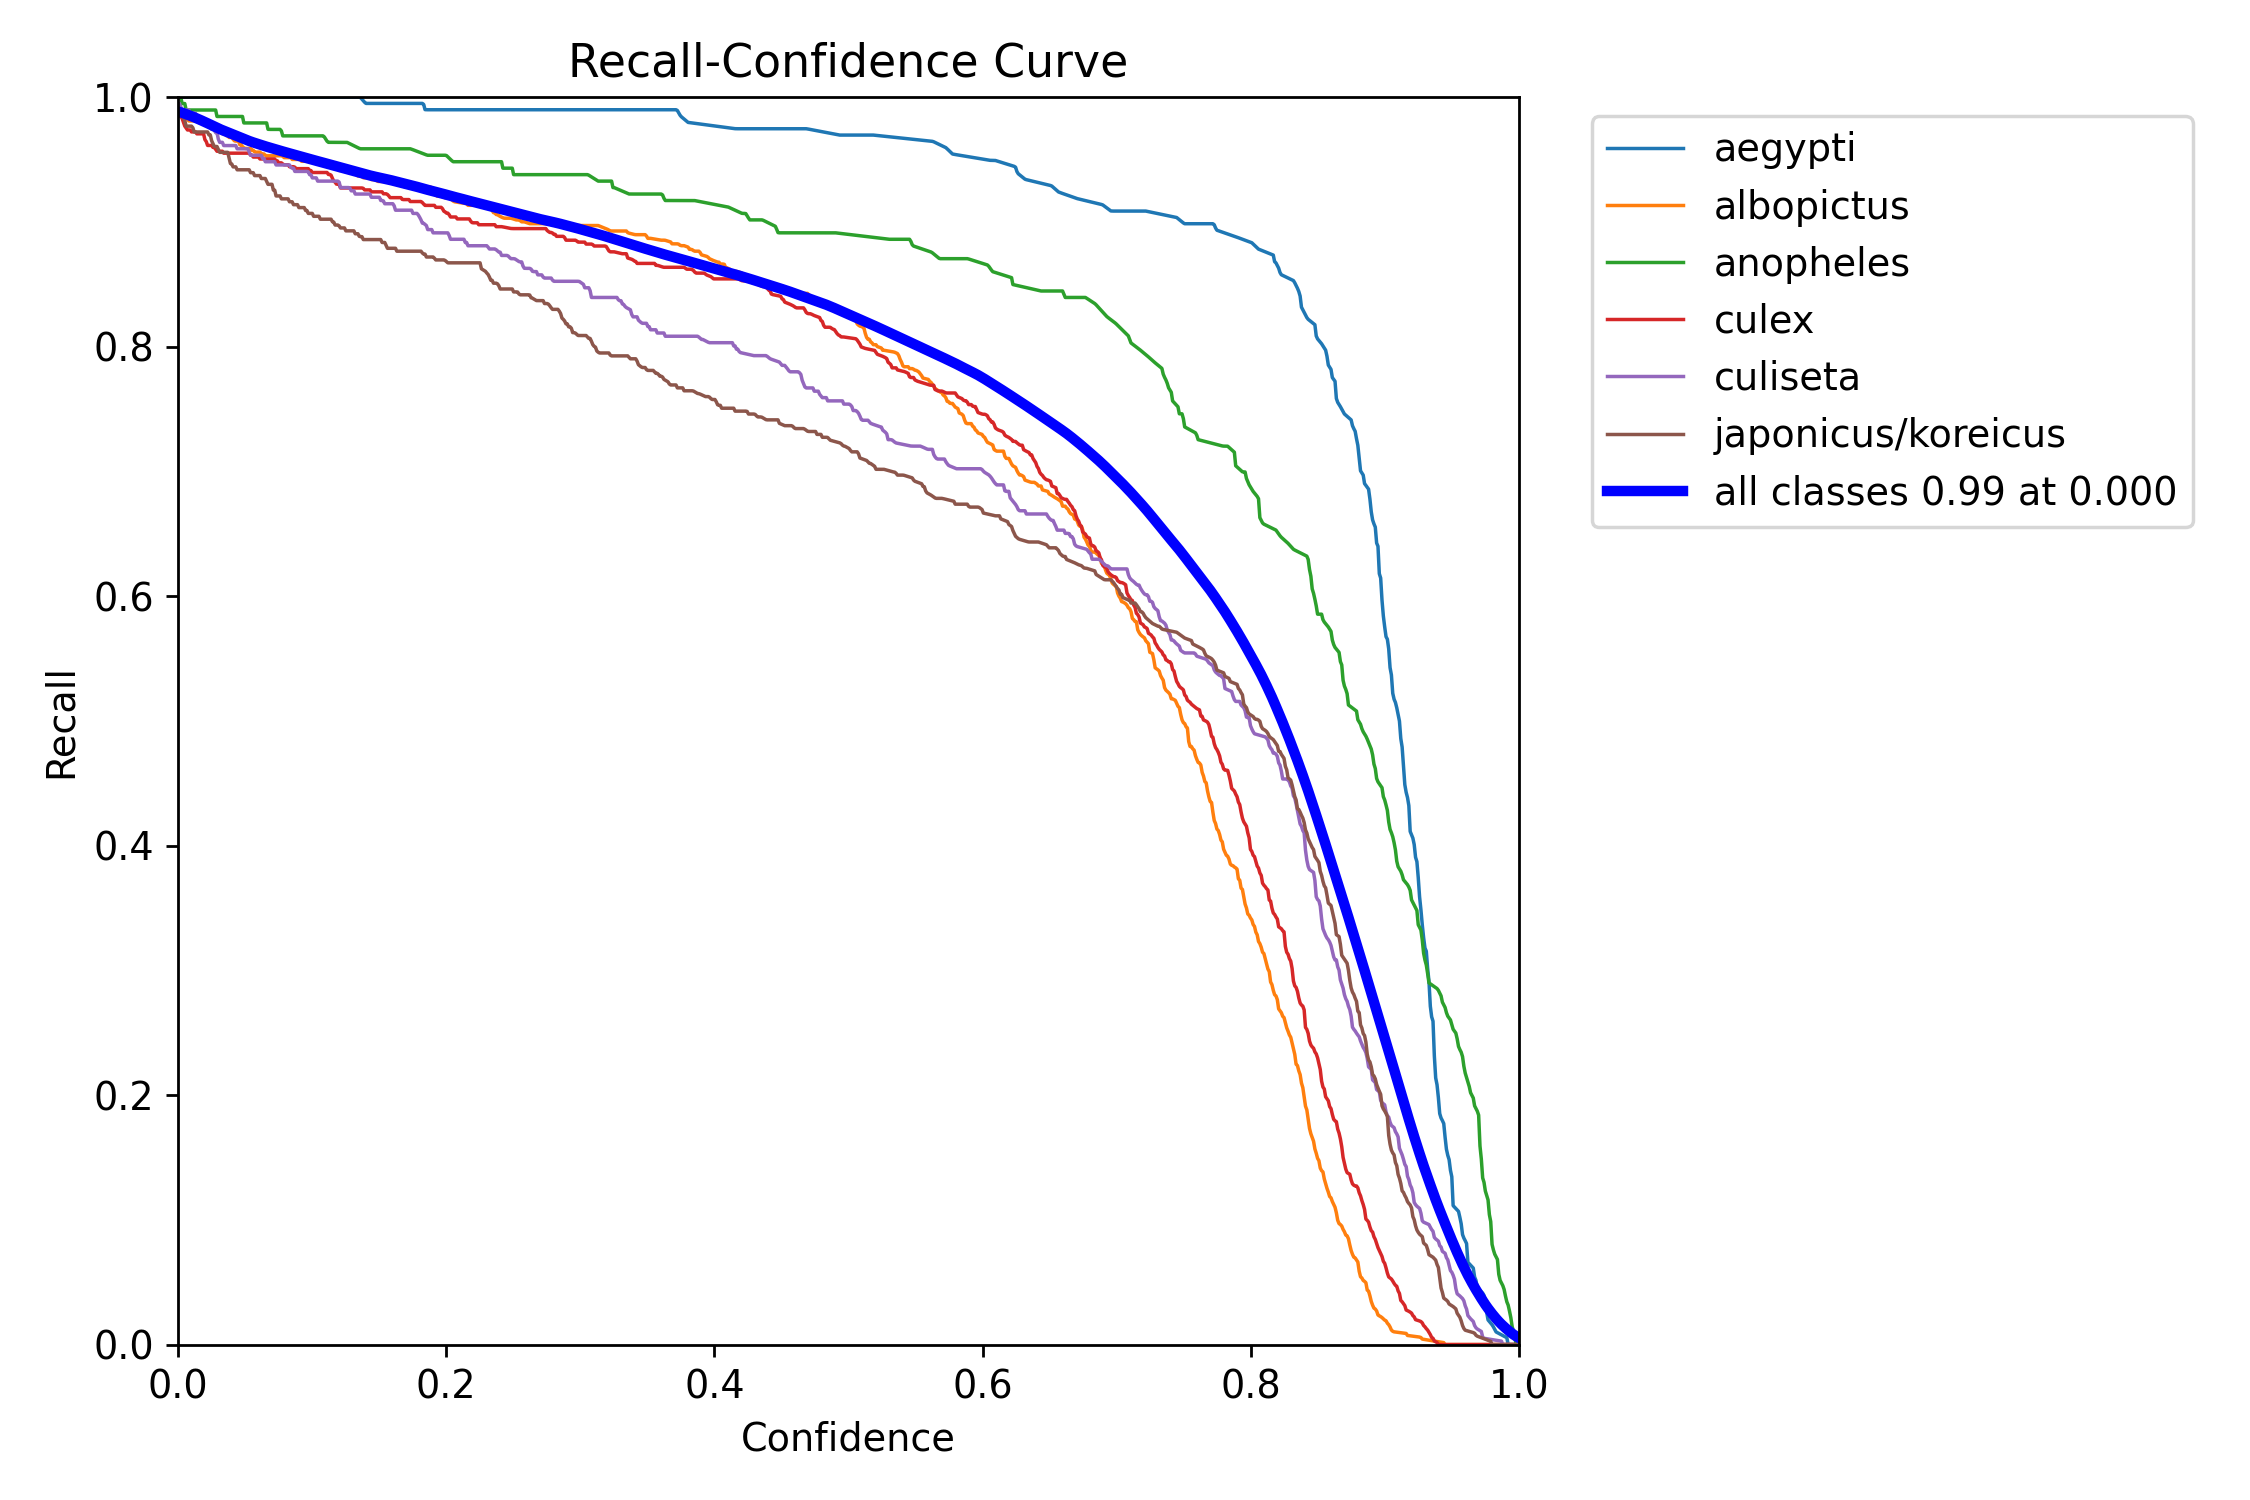 Recall-Confidence Curve
1.0
0.8
0.6
0.4
0.2
0.0
Recall
0.0 0.2 0.4 0.6 0.8 1.0
Confidence
aegypti
albopictus
anopheles
culex
culiseta
japonicus/koreicus
all classes 0.99 at 0.000